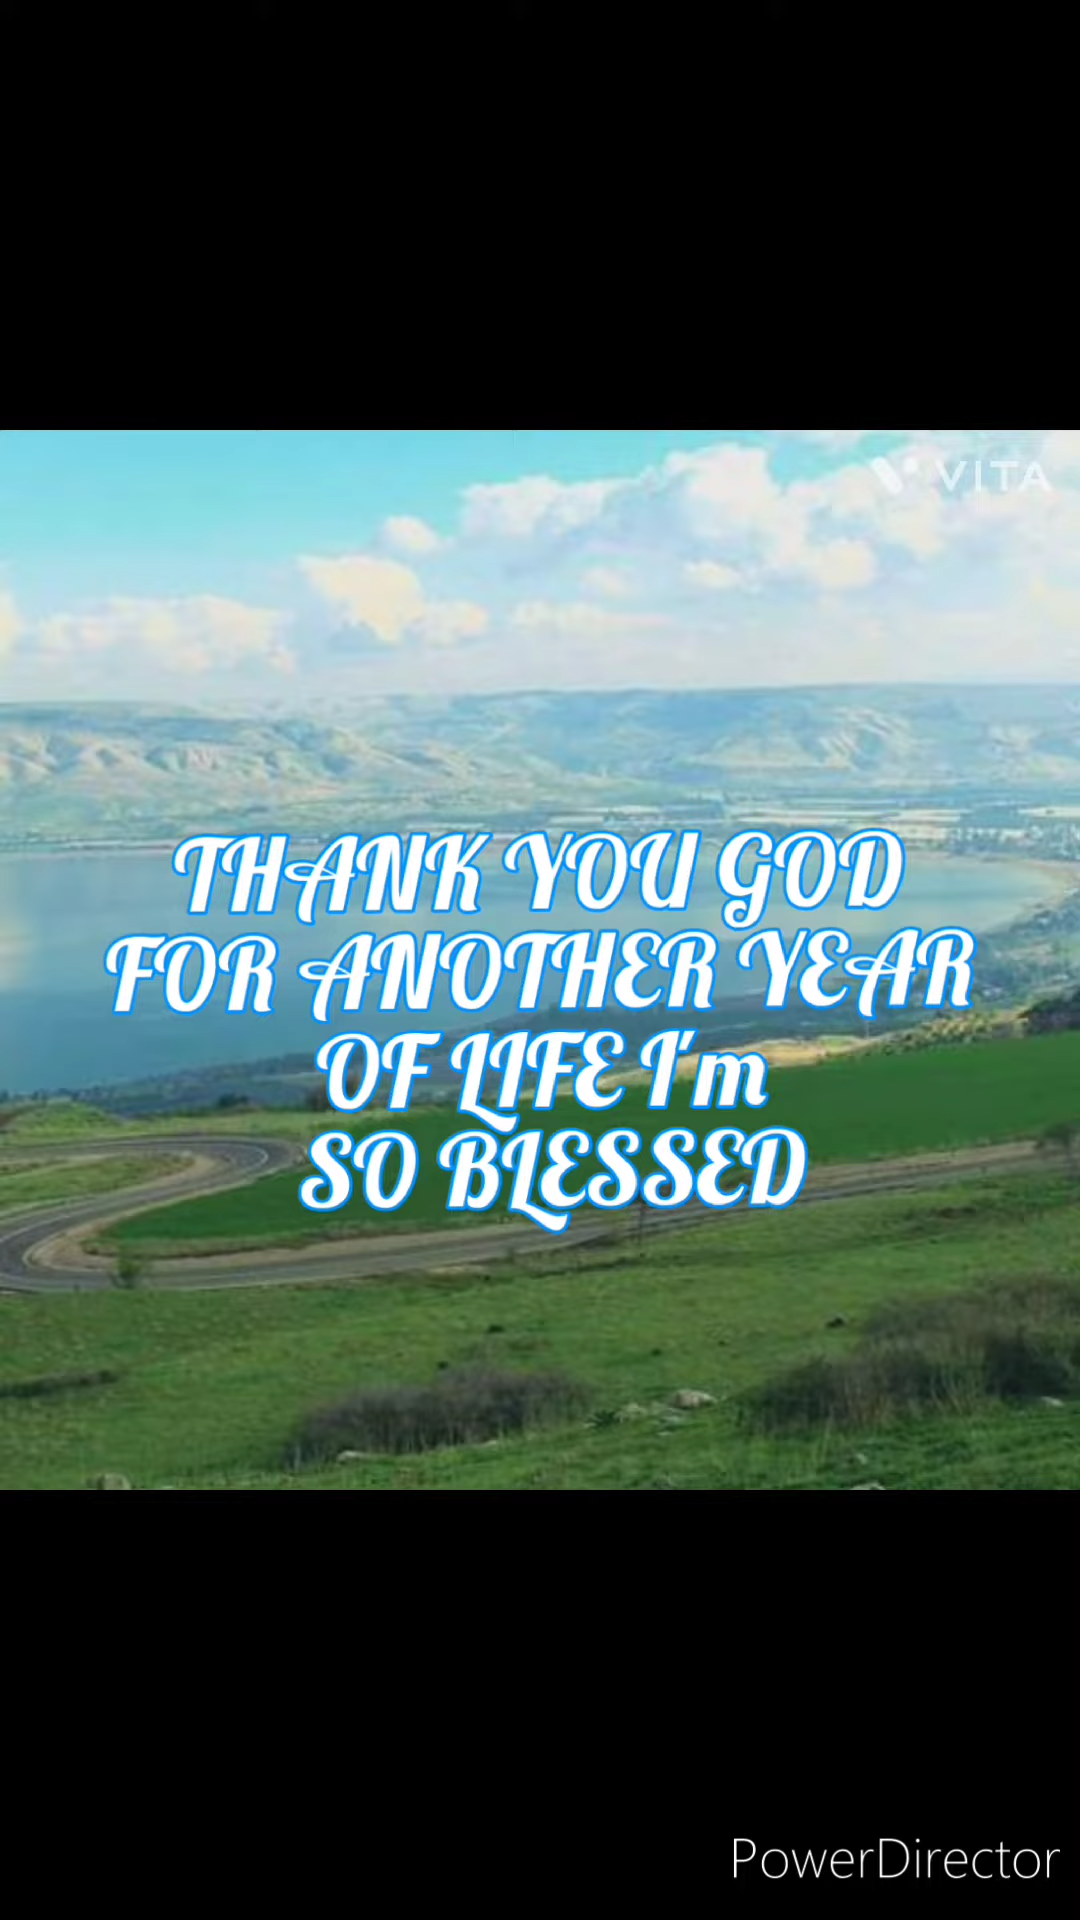 VITA
THANK YOU GOD
FOR ANOTHER YEAR
OF LIFE I'm
SO BLESSED
PowerDirector